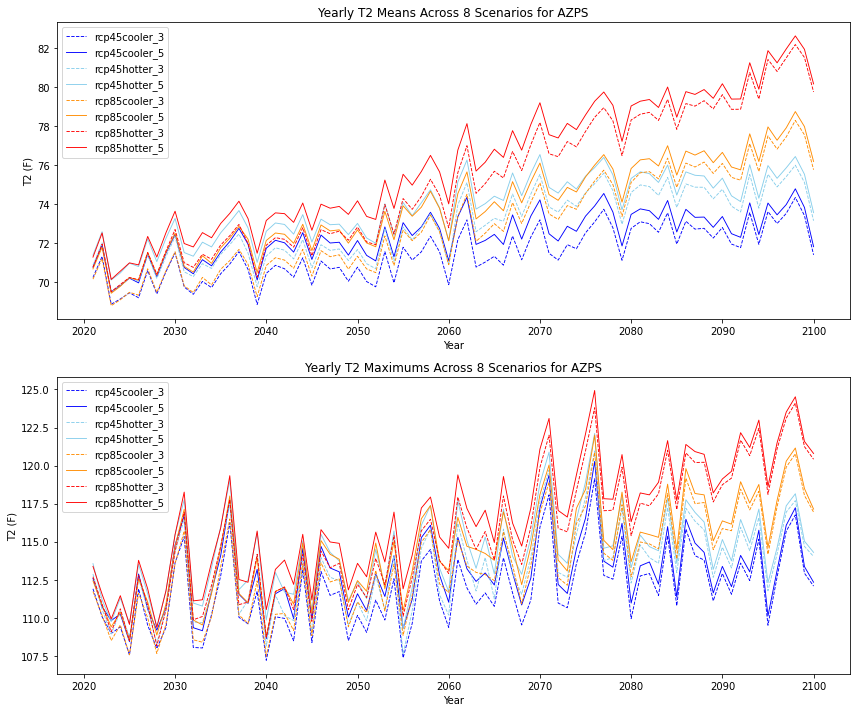 Yearly T2 Means Across 8 Scenarios for AZPS
rcp45cooler_3
rcp45cooler_5
rcp45hotter_3
rcp45hotter_5
rcp85cooler_3
rcp85cooler_5
rcp85hotter_3
rcp85hotter_5
82
80
78
76
74
72
70
T2 (F)
2020 2030 2040 2050 2060 2070 2080 2090 2100
Year
Yearly T2 Maximums Across 8 Scenarios for AZPS
rcp45cooler_3
rcp45cooler_5
rcp45hotter_3
rcp45hotter_5
rcp85cooler_3
rcp85cooler_5
rcp85hotter_3
rcp85hotter_5
125.0
122.5
120.0
117.5
115.0
112.5
110.0
107.5
T2 (F)
2020 2030 2040 2050 2060 2070 2080 2090 2100
Year